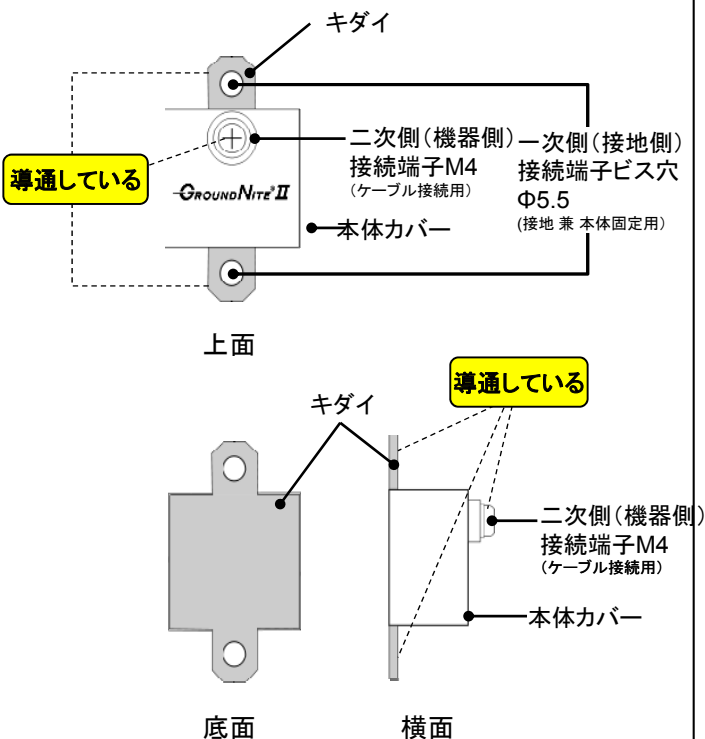 キダイ
二次側(機器側)
接続端子M4
(ケーブル接続用)
一次側(接地側)
接続端子ビス穴
Φ5.5
(接地 兼 本体固定用)
導通している
GROUNDNITE®Ⅱ
本体カバー
上面
導通している
キダイ
二次側(機器側)
接続端子M4
(ケーブル接続用)
本体カバー
底面
横面